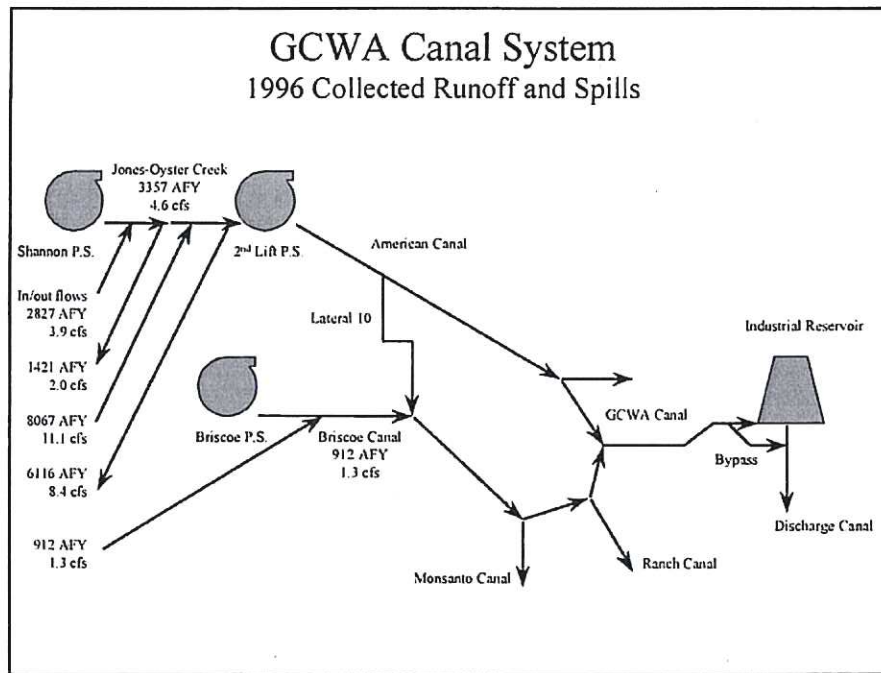 GCWA Canal System
1996 Collected Runoff and Spills
Jones-Oyster Creek
3357 AFY
4.6 cfs
Shannon P.S.
2nd Lift P.S.
American Canal
In/out flows
2827 AFY
3.9 cfs
Lateral 10
Industrial Reservoir
1421 AFY
2.0 cfs
8067 AFY
11.1 cfs
GCWA Canal
Briscoe P.S.
Briscoe Canal
912 AFY
1.3 cfs
Bypass
6116 AFY
8.4 cfs
Discharge Canal
912 AFY
1.3 cfs
Monsanto Canal
Ranch Canal